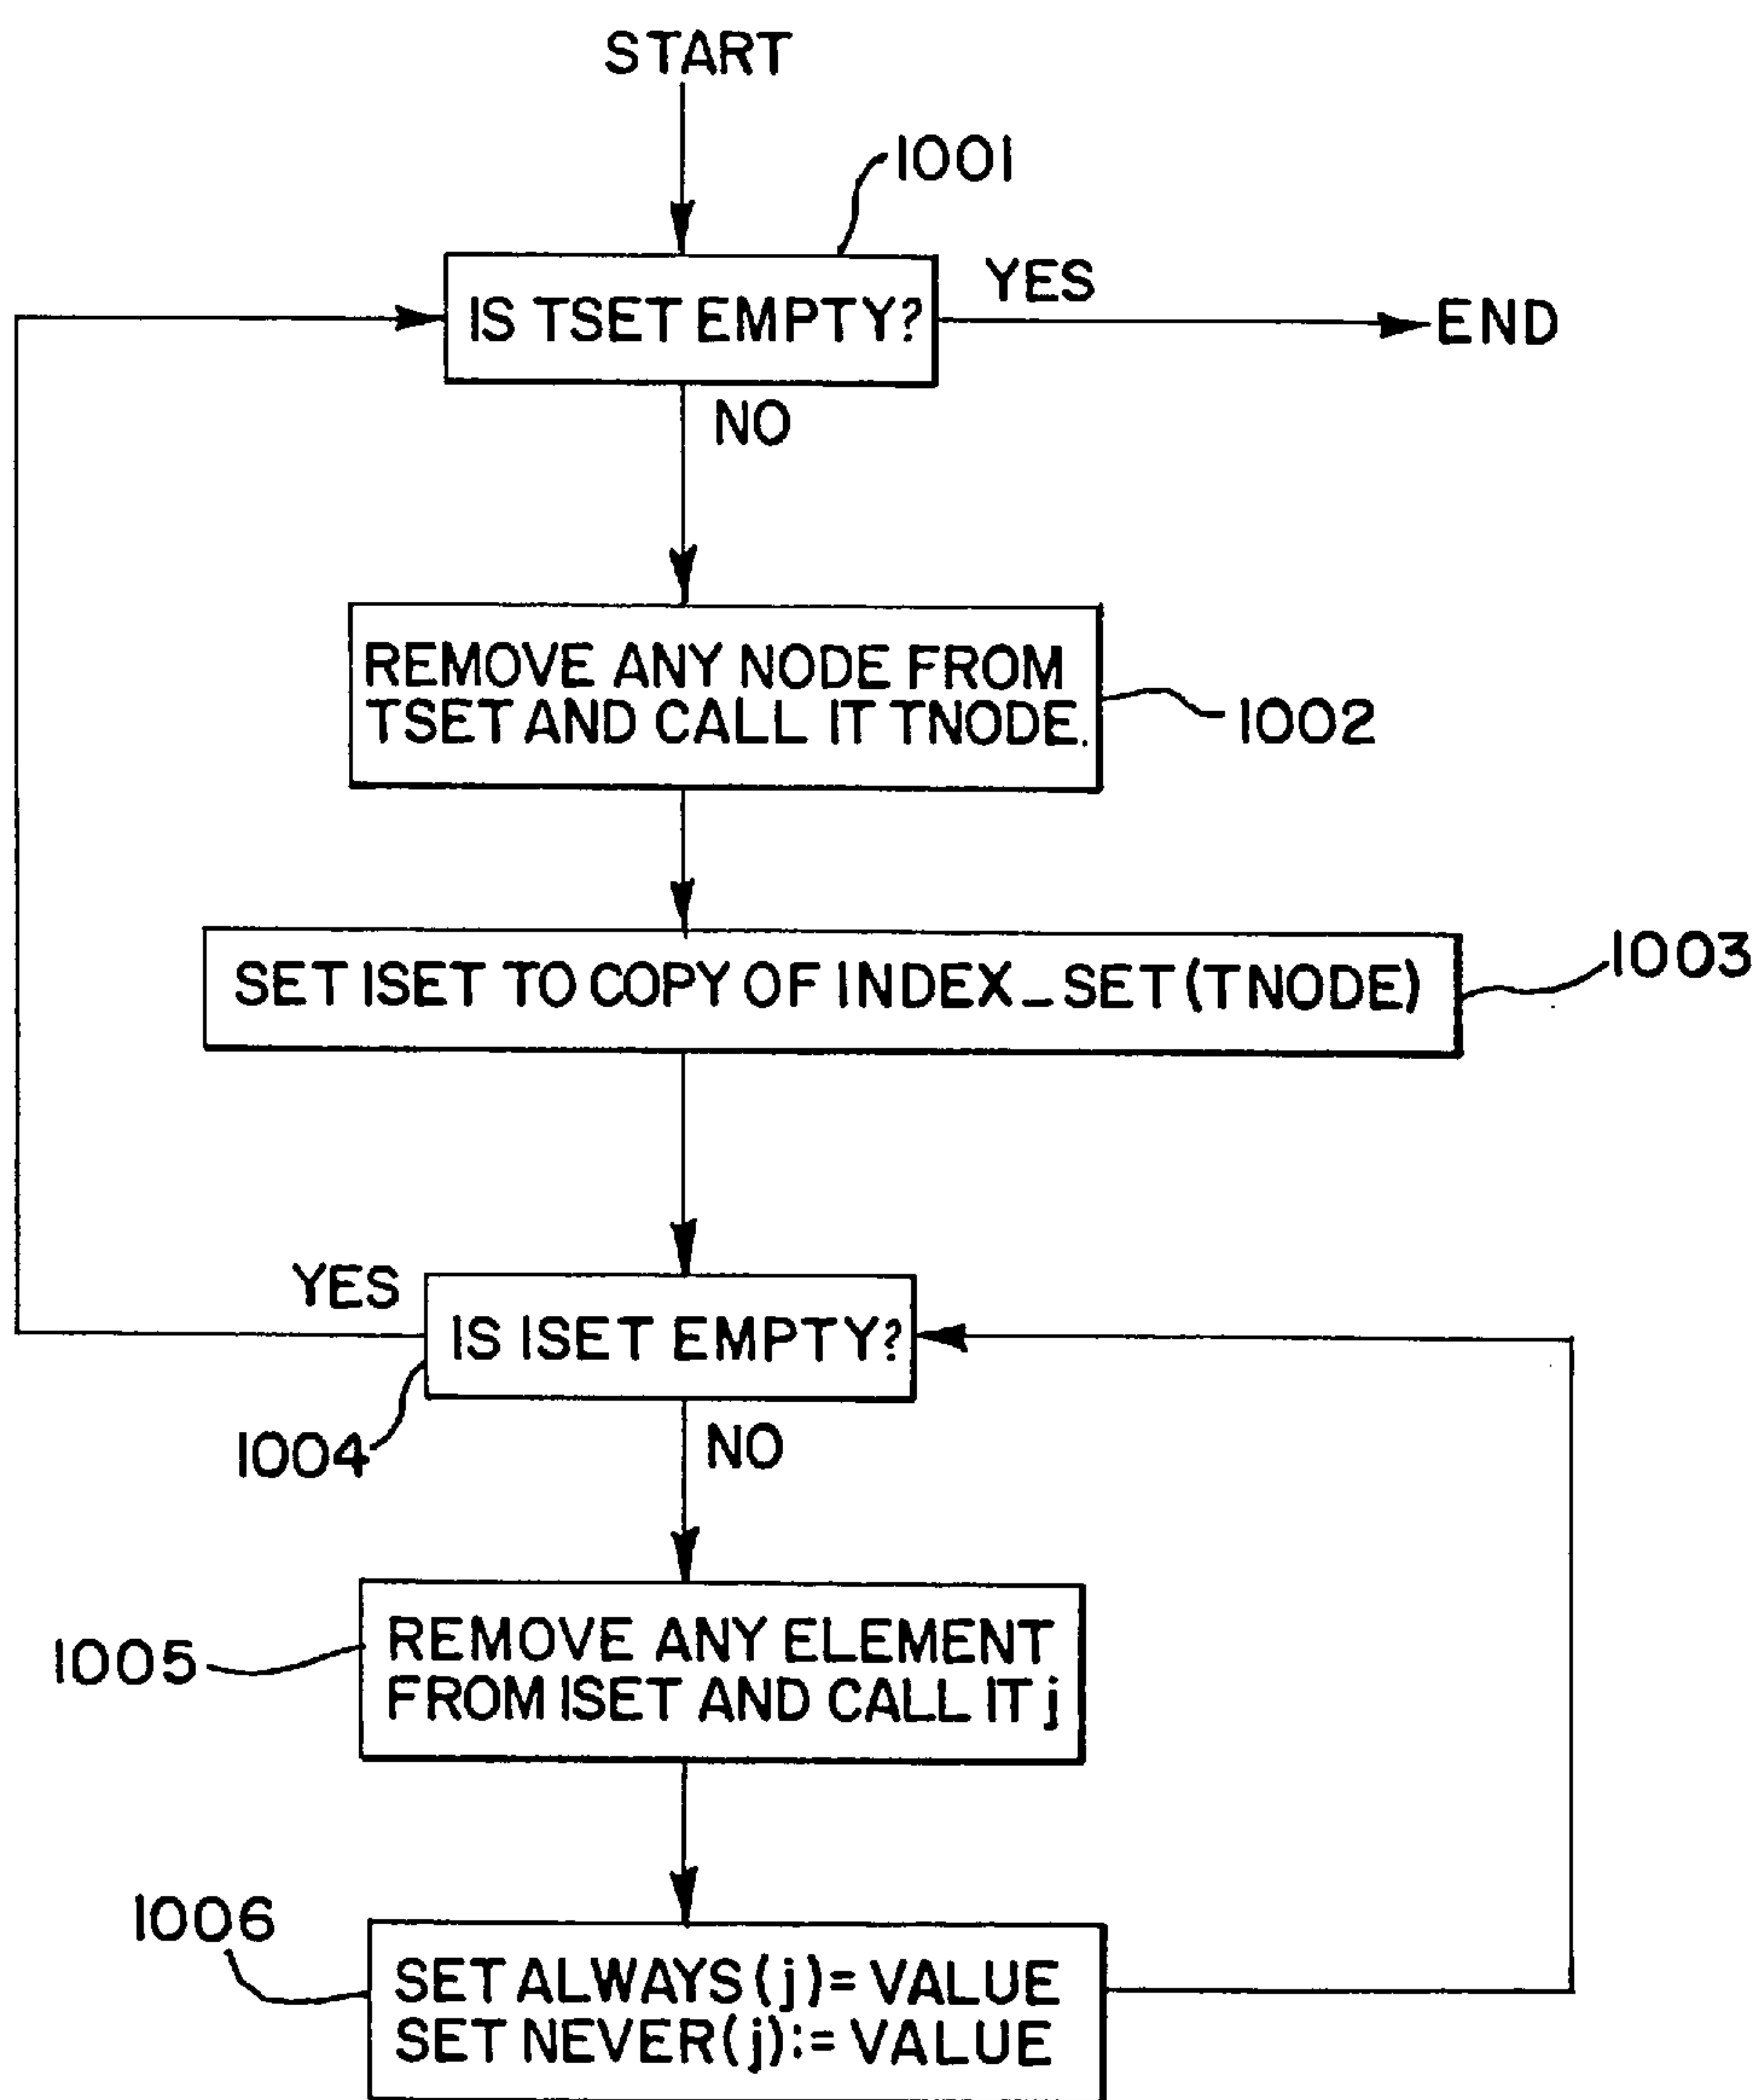 START
1001
IS TSET EMPTY?
YES
END
NO
REMOVE ANY NODE FROM
TSET AND CALL IT TNODE.
1002
SET ISET TO COPY OF INDEX_SET(TNODE)
1003
YES
IS ISET EMPTY?
1004
NO
REMOVE ANY ELEMENT
FROM ISET AND CALL IT j
1005
1006
SET ALWAYS(j)= VALUE
SET NEVER(j):= VALUE